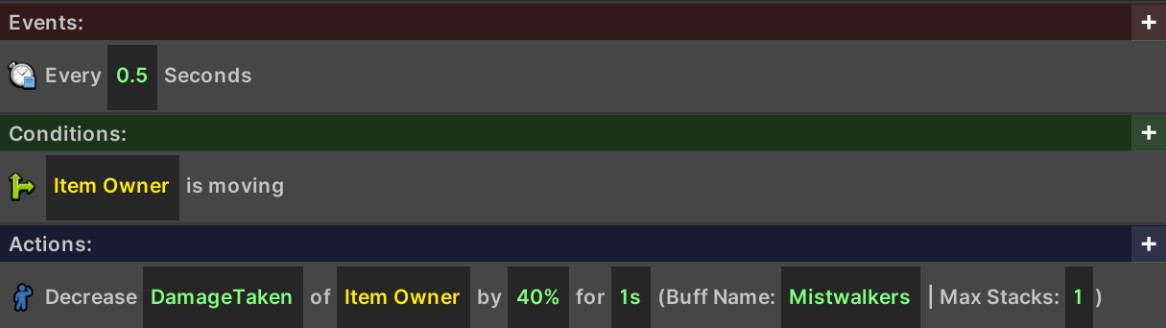 Events:
+
Every 0.5 Seconds
Conditions:
+
Item Owner is moving
Actions:
+
Decrease DamageTaken of Item Owner by 40% for 1s (Buff Name: Mistwalkers | Max Stacks: 1 )